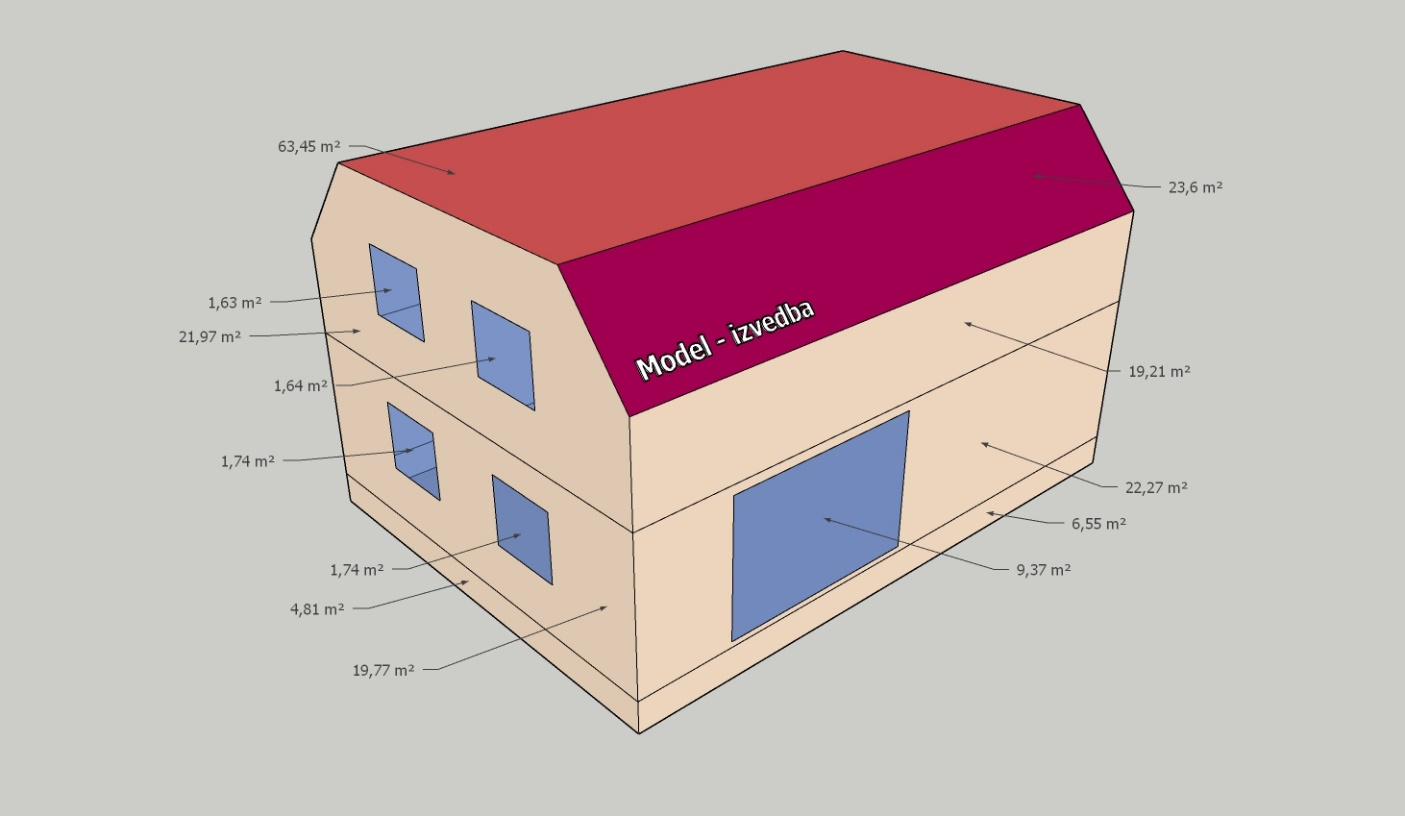 63,45 m²
23,6 m²
1,63 m²
21,97 m²
Model - izvedba
1,64 m²
19,21 m²
1,74 m²
22,27 m²
6,55 m²
1,74 m²
9,37 m²
4,81 m²
19,77 m²